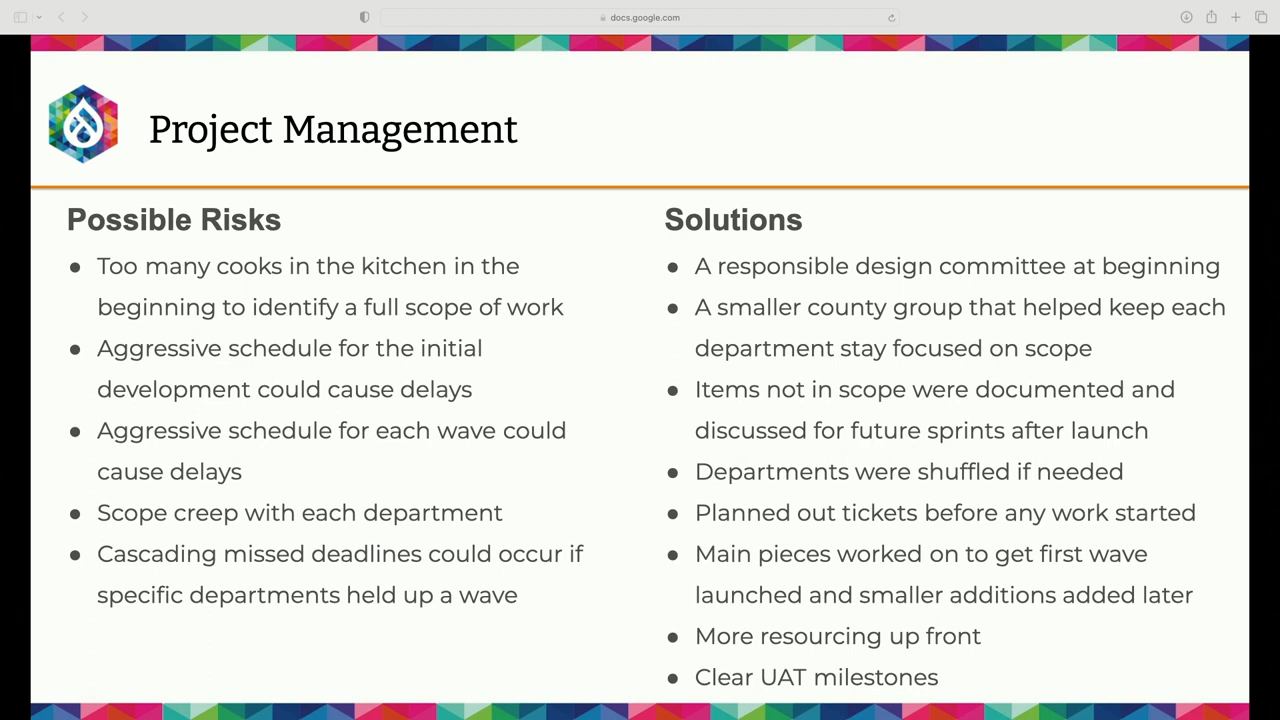 docs.google.com
Project Management
Possible Risks
● Too many cooks in the kitchen in the
beginning to identify a full scope of work
● Aggressive schedule for the initial
development could cause delays
● Aggressive schedule for each wave could
cause delays
● Scope creep with each department
● Cascading missed deadlines could occur if
specific departments held up a wave
Solutions
● A responsible design committee at beginning
● A smaller county group that helped keep each
department stay focused on scope
● Items not in scope were documented and
discussed for future sprints after launch
● Departments were shuffled if needed
● Planned out tickets before any work started
● Main pieces worked on to get first wave
launched and smaller additions added later
● More resourcing up front
● Clear UAT milestones